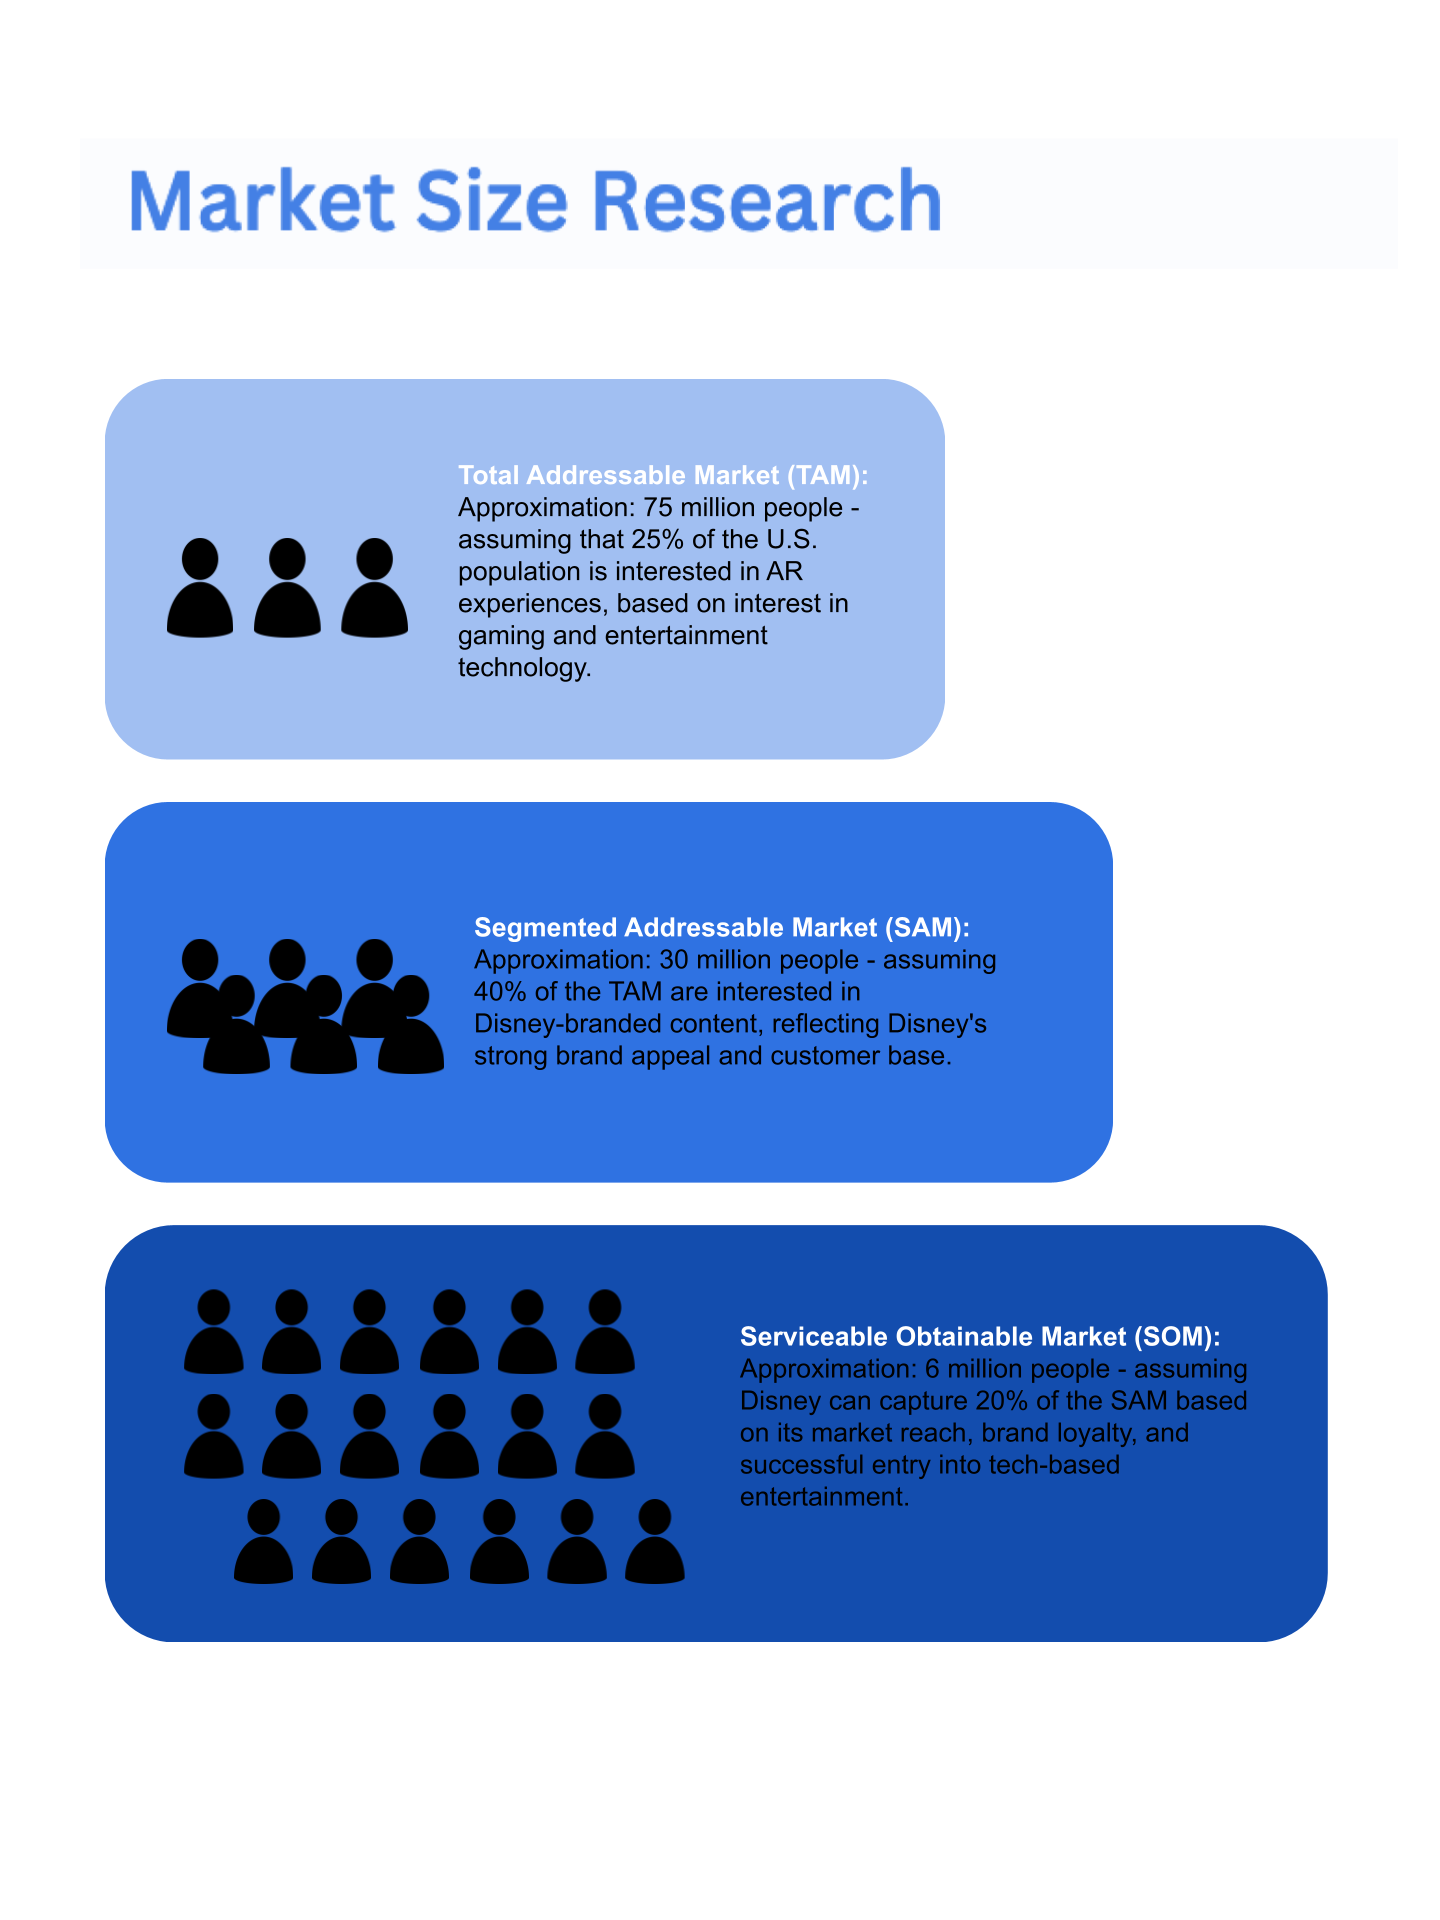 Market Size Research
Total Addressable Market (TAM):
Approximation: 75 million people -
assuming that 25% of the U.S.
population is interested in AR
experiences, based on interest in
gaming and entertainment
technology.
Segmented Addressable Market (SAM):
Approximation: 30 million people - assuming
40% of the TAM are interested in
Disney-branded content, reflecting Disney's
strong brand appeal and customer base.
Serviceable Obtainable Market (SOM):
Approximation: 6 million people - assuming
Disney can capture 20% of the SAM based
on its market reach, brand loyalty, and
successful entry into tech-based
entertainment.